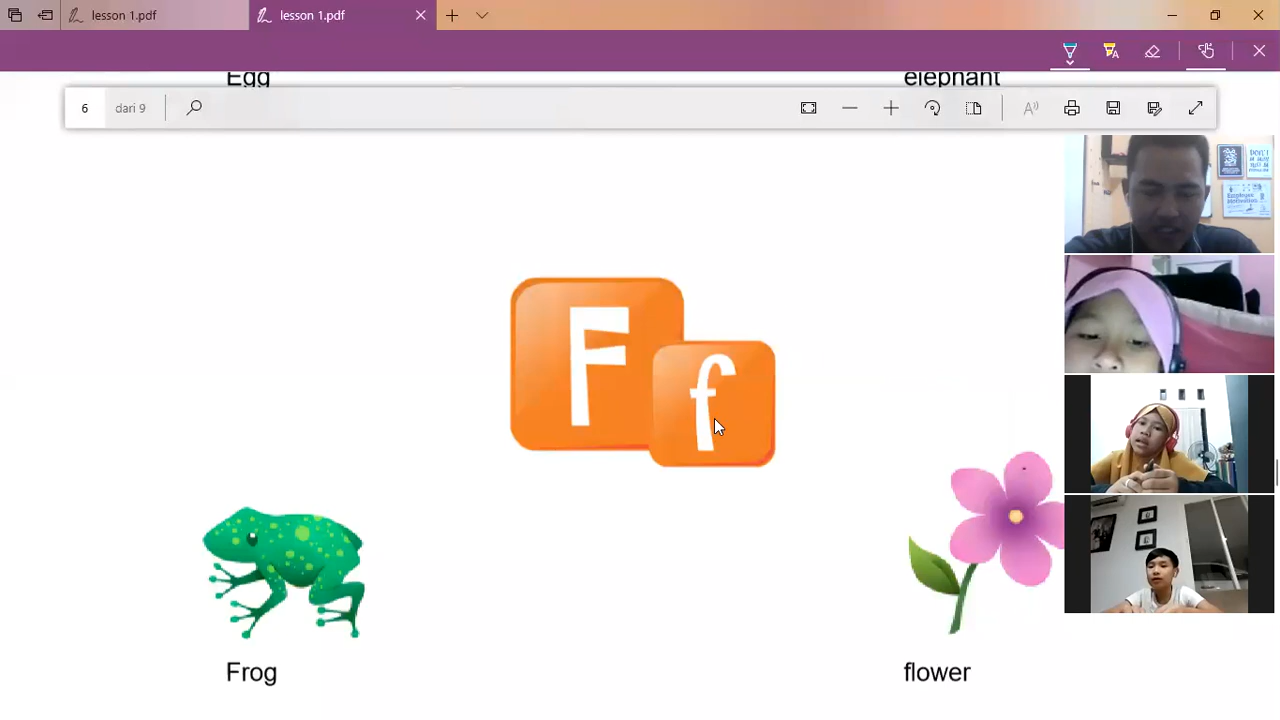 lesson 1.pdf
lesson 1.pdf
Egg
elephant
6 dari 9
F f
Frog
flower